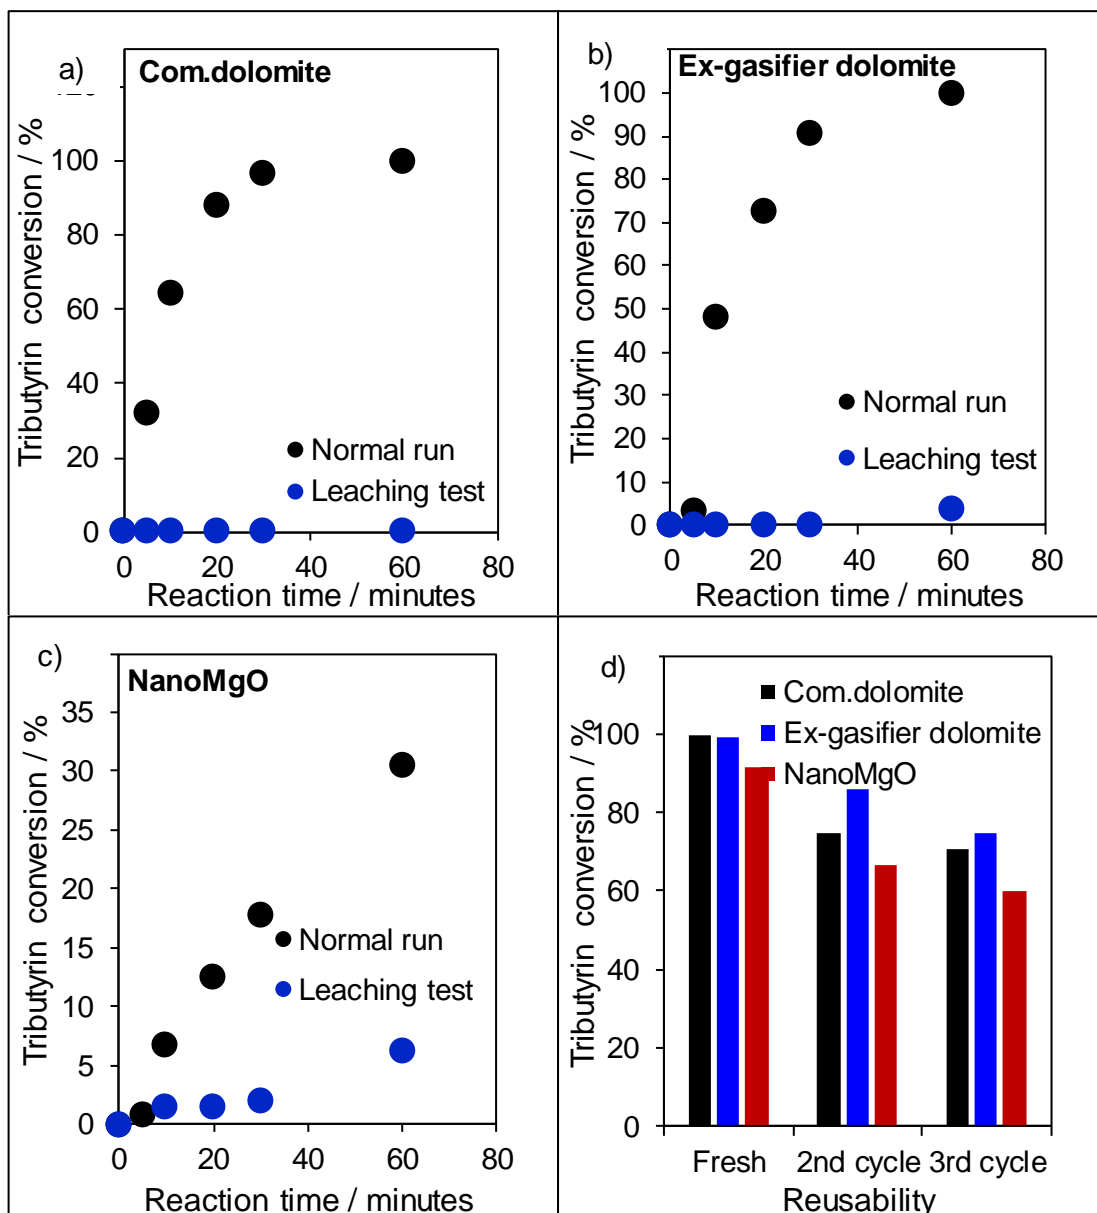 a)
Com.dolomite
Tributyrin conversion / %
100
80
60
40
20
0
Normal run
Leaching test
0 20 40 60 80
Reaction time / minutes
b)
Ex-gasifier dolomite
Tributyrin conversion / %
100
90
80
70
60
50
40
30
20
10
0
Normal run
Leaching test
0 20 40 60 80
Reaction time / minutes
c)
NanoMgO
Tributyrin conversion / %
35
30
25
20
15
10
5
0
Normal run
Leaching test
0 20 40 60 80
Reaction time / minutes
d)
Com.dolomite
Ex-gasifier dolomite
NanoMgO
Tributyrin conversion / %
100
80
60
40
20
0
Fresh 2nd cycle 3rd cycle
Reusability